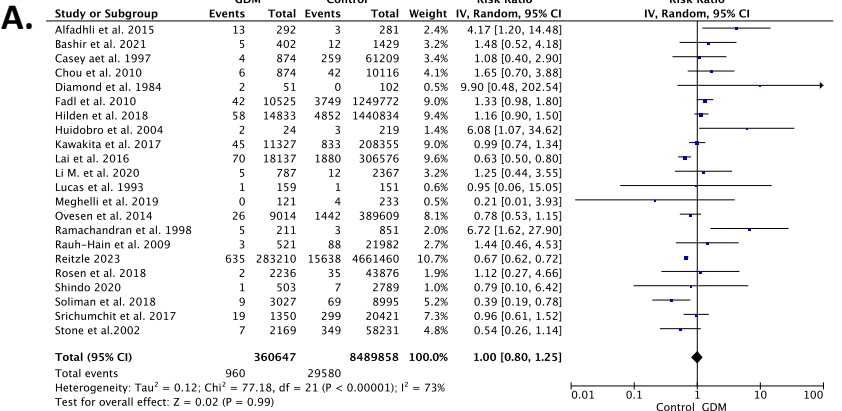 A.
GDM Control Risk Ratio Risk Ratio
Study or Subgroup Events Total Events Total Weight IV, Random, 95% CI IV, Random, 95% CI
Alfadhli et al. 2015 13 292 3 281 2.4% 4.17 [1.20, 14.48]
Bashir et al. 2021 5 402 12 1429 3.2% 1.48 [0.52, 4.18]
Casey aet al. 1997 4 874 259 61209 3.4% 1.08 [0.40, 2.90]
Chou et al. 2010 6 874 42 10116 4.1% 1.65 [0.70, 3.88]
Diamond et al. 1984 2 51 0 102 0.5% 9.90 [0.48, 202.54]
Fadl et al. 2010 42 10525 3749 1249772 9.0% 1.33 [0.98, 1.80]
Hilden et al. 2018 58 14833 4852 1440834 9.5% 1.16 [0.90, 1.50]
Huidobro et al. 2004 2 24 3 219 1.4% 6.08 [1.07, 34.62]
Kawakita et al. 2017 45 11327 833 208355 9.0% 0.99 [0.74, 1.34]
Lai et al. 2016 70 18137 1880 306576 9.6% 0.63 [0.50, 0.80]
Li M. et al. 2020 5 787 12 2367 3.2% 1.25 [0.44, 3.55]
Lucas et al. 1993 1 159 1 151 0.6% 0.95 [0.06, 15.05]
Meghelli et al. 2019 0 121 4 233 0.5% 0.21 [0.01, 3.93]
Ovesen et al. 2014 26 9014 1442 389609 8.1% 0.78 [0.53, 1.15]
Ramachandran et al. 1998 5 211 3 851 2.0% 6.72 [1.62, 27.90]
Rauh-Hain et al. 2009 3 521 88 21982 2.7% 1.44 [0.46, 4.53]
Reitzle 2023 635 283210 15638 4661460 10.7% 0.67 [0.62, 0.72]
Rosen et al. 2018 2 2236 35 43876 1.9% 1.12 [0.27, 4.66]
Shindo 2020 1 503 7 2789 1.0% 0.79 [0.10, 6.42]
Soliman et al. 2018 9 3027 69 8995 5.2% 0.39 [0.19, 0.78]
Srichumchit et al. 2017 19 1350 299 20421 7.3% 0.96 [0.61, 1.52]
Stone et al.2002 7 2169 349 58231 4.8% 0.54 [0.26, 1.14]
Total (95% CI) 360647 8489858 100.0% 1.00 [0.80, 1.25]
Total events 960 29580
Heterogeneity: Tau² = 0.12; Chi² = 77.18, df = 21 (P < 0.00001); I² = 73%
Test for overall effect: Z = 0.02 (P = 0.99)
0.01 0.1 1 10 100
Control GDM